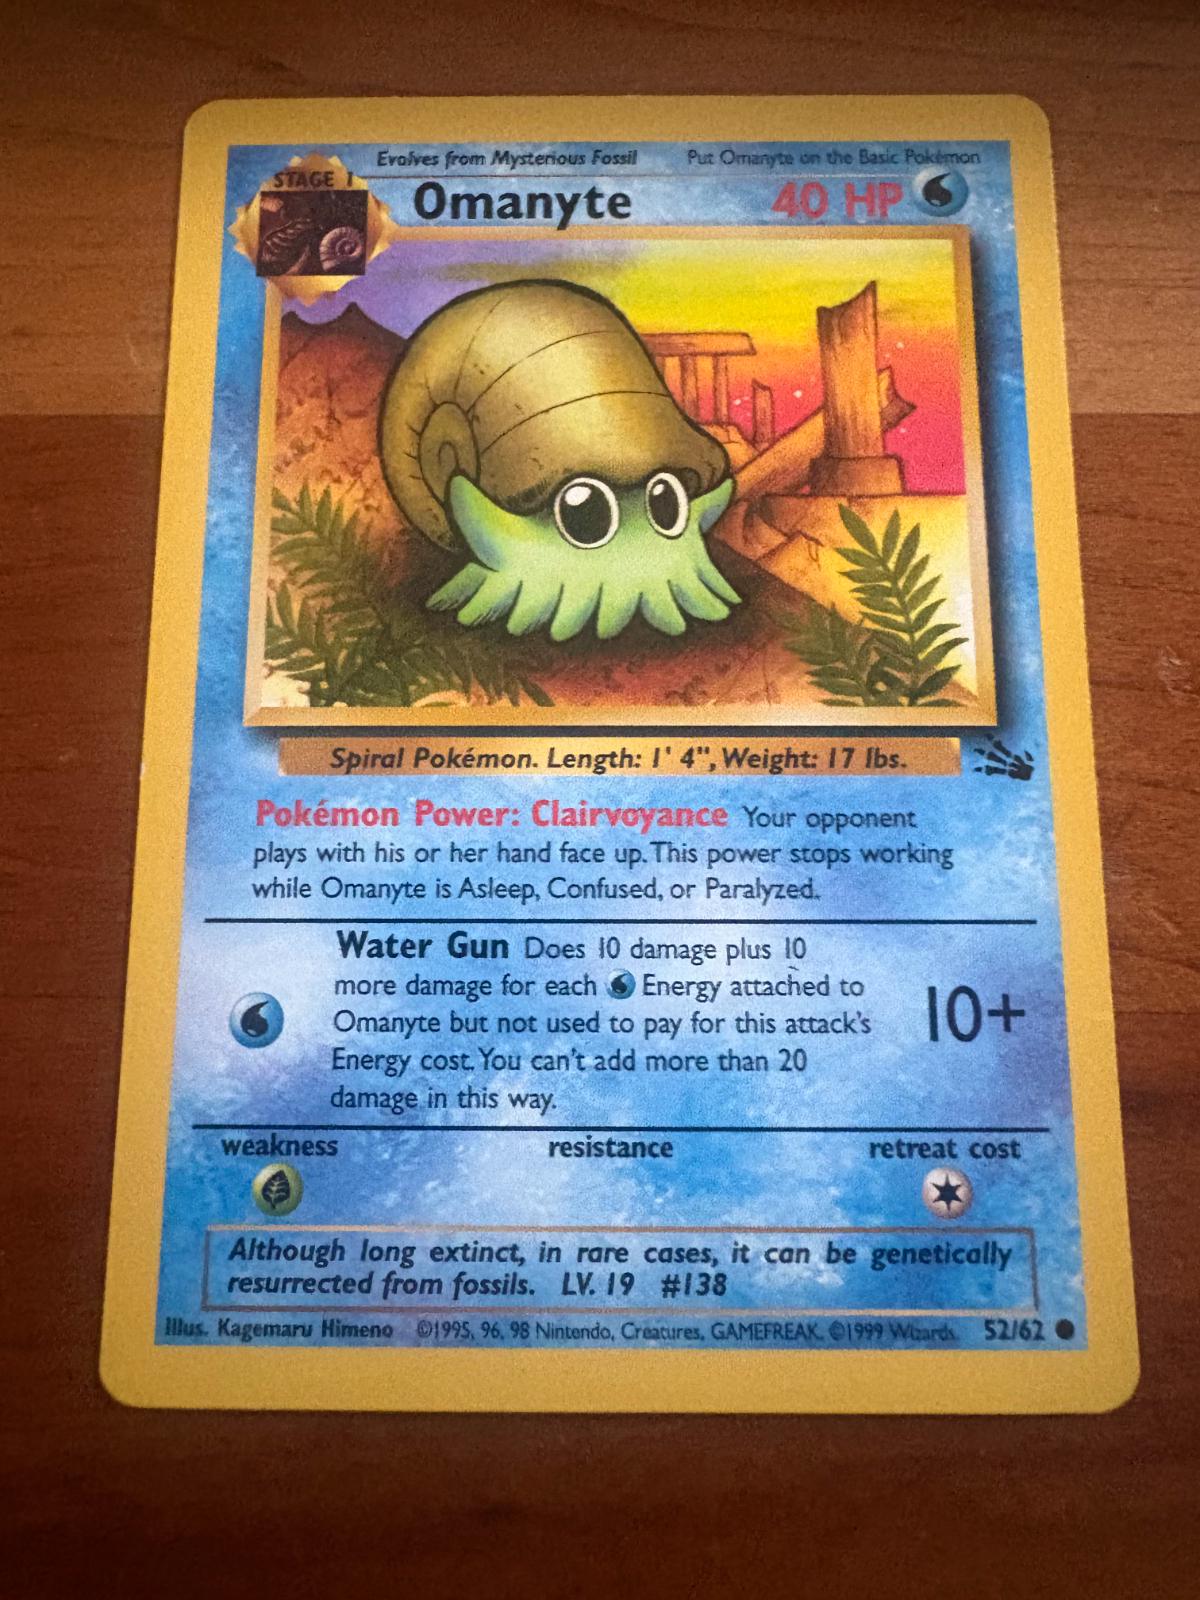 Evolves from Mysterious Fossil Put Omanyte on the Basic Pokémon
STAGE 1
Omanyte 40 HP
Spiral Pokémon. Length: 1' 4", Weight: 17 lbs.
Pokémon Power: Clairvoyance Your opponent
plays with his or her hand face up. This power stops working
while Omanyte is Asleep, Confused, or Paralyzed.
Water Gun Does 10 damage plus 10
more damage for each Energy attached to
Omanyte but not used to pay for this attack's
Energy cost. You can't add more than 20
damage in this way.
10+
weakness resistance retreat cost
Although long extinct, in rare cases, it can be genetically
resurrected from fossils. LV. 19 #138
Illus. Kagemaru Himeno ©1995, 96, 98 Nintendo, Creatures, GAMEFREAK. ©1999 Wizards. 52/62